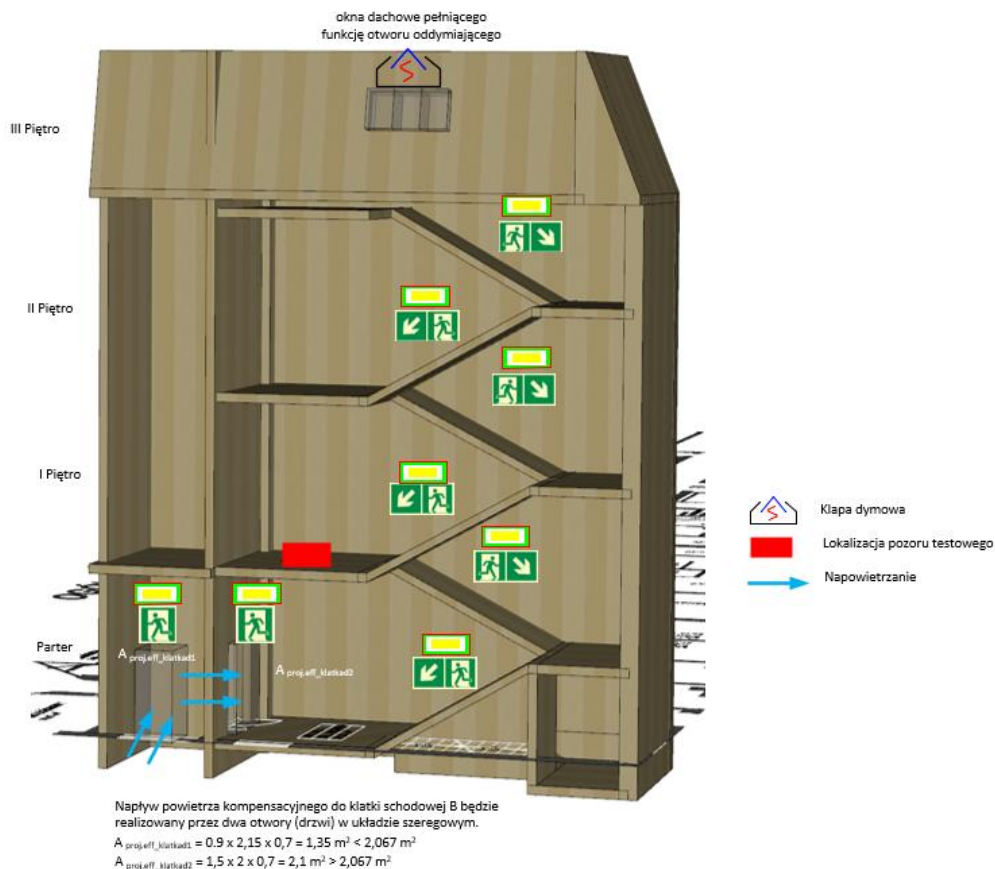 okna dachowe pełniącego
funkcję otworu oddymiającego
III Piętro
II Piętro
I Piętro
Klapa dymowa
Lokalizacja pozoru testowego
Napowietrzanie
Parter
A proj.eff_klatkad1
A proj.eff_klatkad2
Napływ powietrza kompensacyjnego do klatki schodowej B będzie
realizowany przez dwa otwory (drzwi) w układzie szeregowym.
A proj.eff_klatkad1 = 0.9 x 2,15 x 0,7 = 1,35 m² < 2,067 m²
A proj.eff_klatkad2 = 1,5 x 2 x 0,7 = 2,1 m² > 2,067 m²